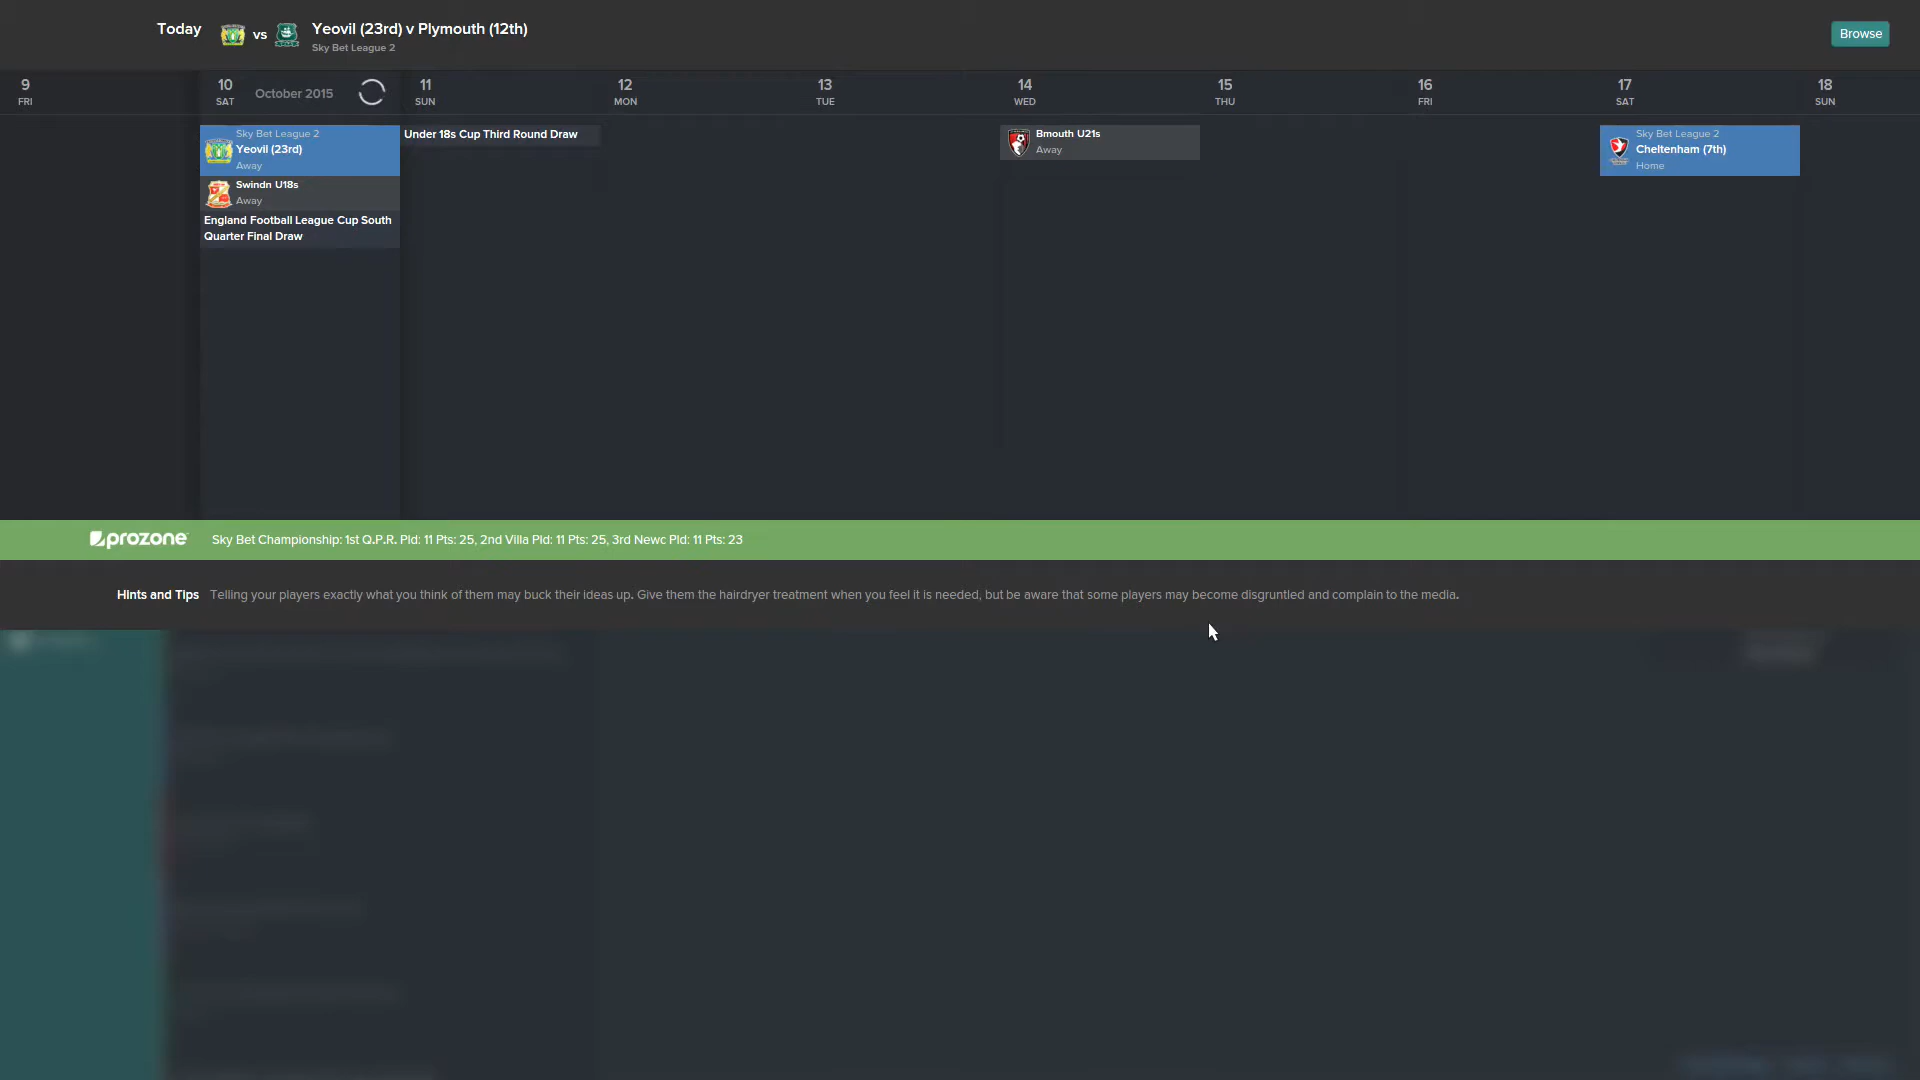 Today
vs
Yeovil (23rd) v Plymouth (12th)
Sky Bet League 2
Browse
9
FRI
10
SAT
October 2015
11
SUN
12
MON
13
TUE
14
WED
15
THU
16
FRI
17
SAT
18
SUN
Sky Bet League 2
Yeovil (23rd)
Away
Swindn U18s
Away
England Football League Cup South
Quarter Final Draw
Under 18s Cup Third Round Draw
Bmouth U21s
Away
Sky Bet League 2
Cheltenham (7th)
Home
prozone
Sky Bet Championship: 1st Q.P.R. Pld: 11 Pts: 25, 2nd Villa Pld: 11 Pts: 25, 3rd Newc Pld: 11 Pts: 23
Hints and Tips
Telling your players exactly what you think of them may buck their ideas up. Give them the hairdryer treatment when you feel it is needed, but be aware that some players may become disgruntled and complain to the media.